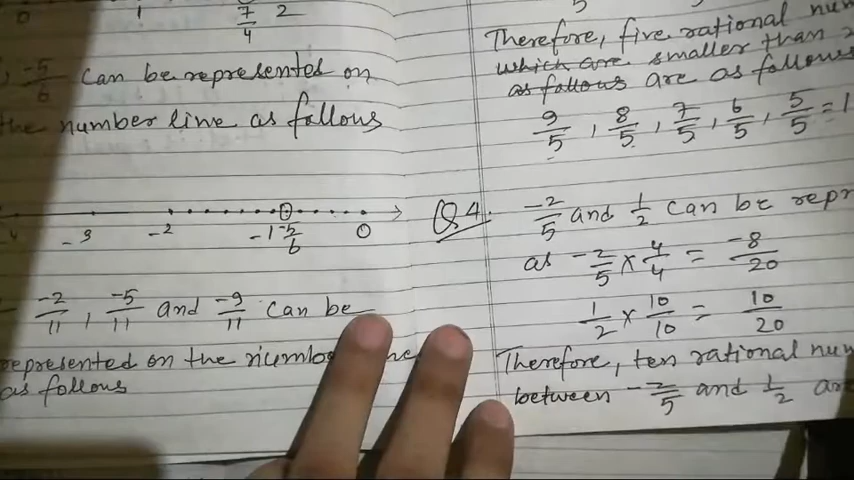 0 1 7/4 2
-5/6 can be represented on
the number line as follows
-3 -2 -1 -5/6 0
-2/11, -5/11 and -9/11 can be
represented on the
as follows
5
Therefore, five rational
which are smaller than
as follows are as follows
9/5, 8/5, 7/5, 6/5, 5/5 = 1
Q4. -2/5 and 1/2 can be
as -2/5 × 4/4 = -8/20
1/2 × 10/10 = 10/20
Therefore, ten rational
between -2/5 and 1/2